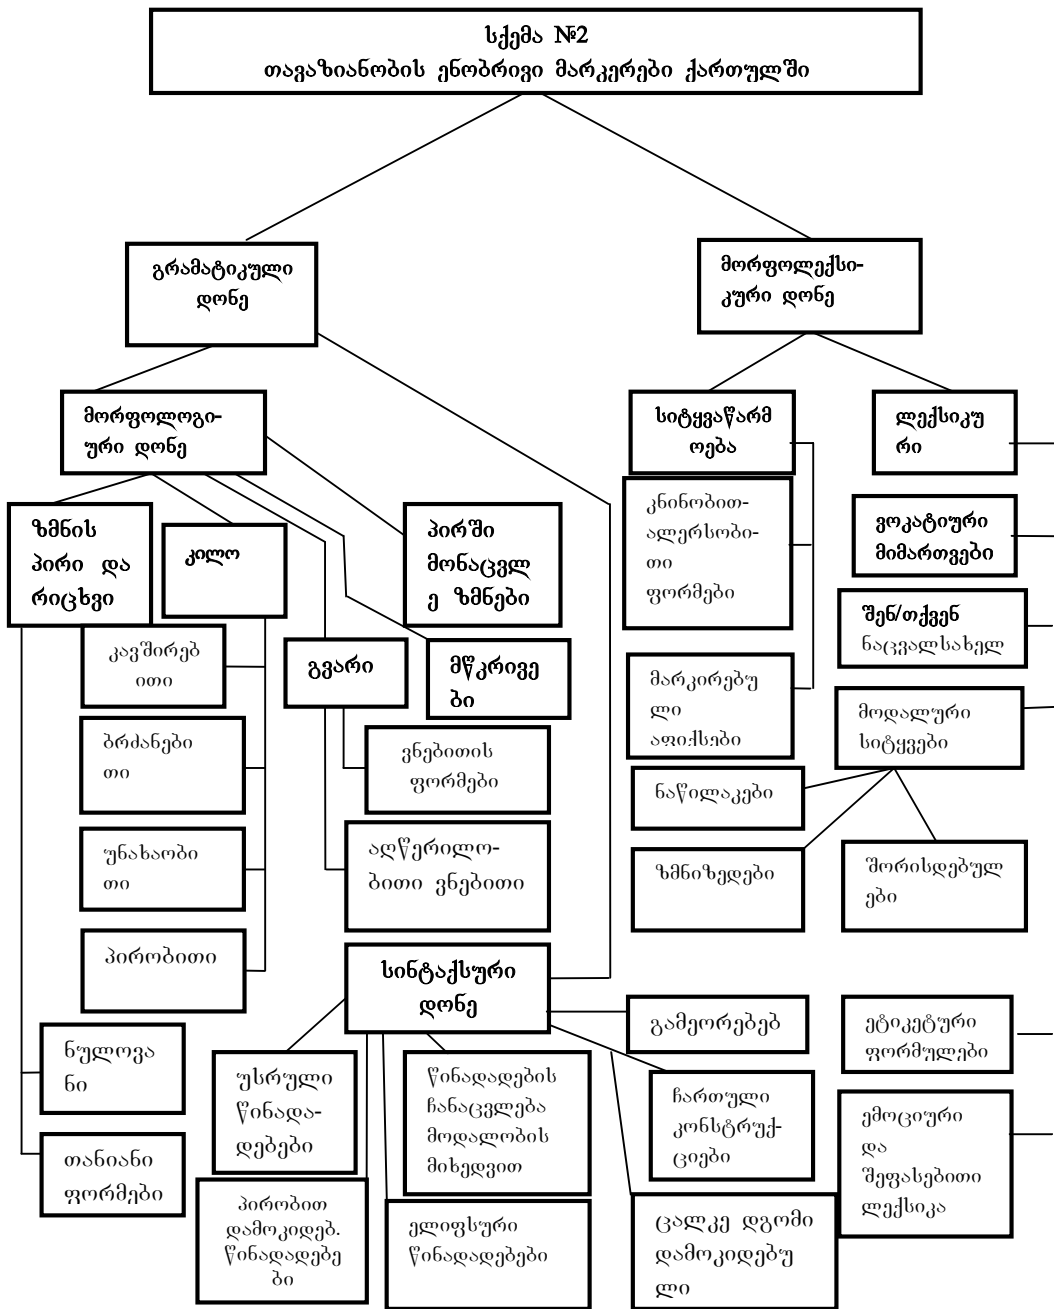 სქემა №2
თავაზიანობის ენობრივი მარკერები ქართულში
გრამატიკული
დონე
მორფოლექსი-
კური დონე
მორფოლოგი-
ური დონე
სიტყვაწარმ
ოება
ლექსიკუ
რი
ზმნის
პირი და
რიცხვი
კილო
პირში
მონაცვლ
ე ზმნები
კნინობით-
ალერსობი-
თი
ფორმები
ვოკატიური
მიმართვები
შენ/თქვენ
ნაცვალსახელ
კავშირებ
ითი
გვარი
მწკრივე
ბი
მარკირებუ
ლი
აფიქსები
მოდალური
სიტყვები
ბრძანები
თი
ვნებითის
ფორმები
ნაწილაკები
უნახაობი
თი
აღწერილო-
ბითი ვნებითი
ზმნიზედები
შორისდებულ
ები
პირობითი
სინტაქსური
დონე
გამეორებებ
ეტიკეტური
ფორმულები
ნულოვა
ნი
უსრული
წინადა-
დებები
წინადადების
ჩანაცვლება
მოდალობის
მიხედვით
ჩართული
კონსტრუქ-
ციები
ემოციური
და
შეფასებითი
ლექსიკა
თანიანი
ფორმები
პირობით
დამოკიდებ.
წინადადებე
ბი
ელიფსური
წინადადებები
ცალკე დგომი
დამოკიდებუ
ლი